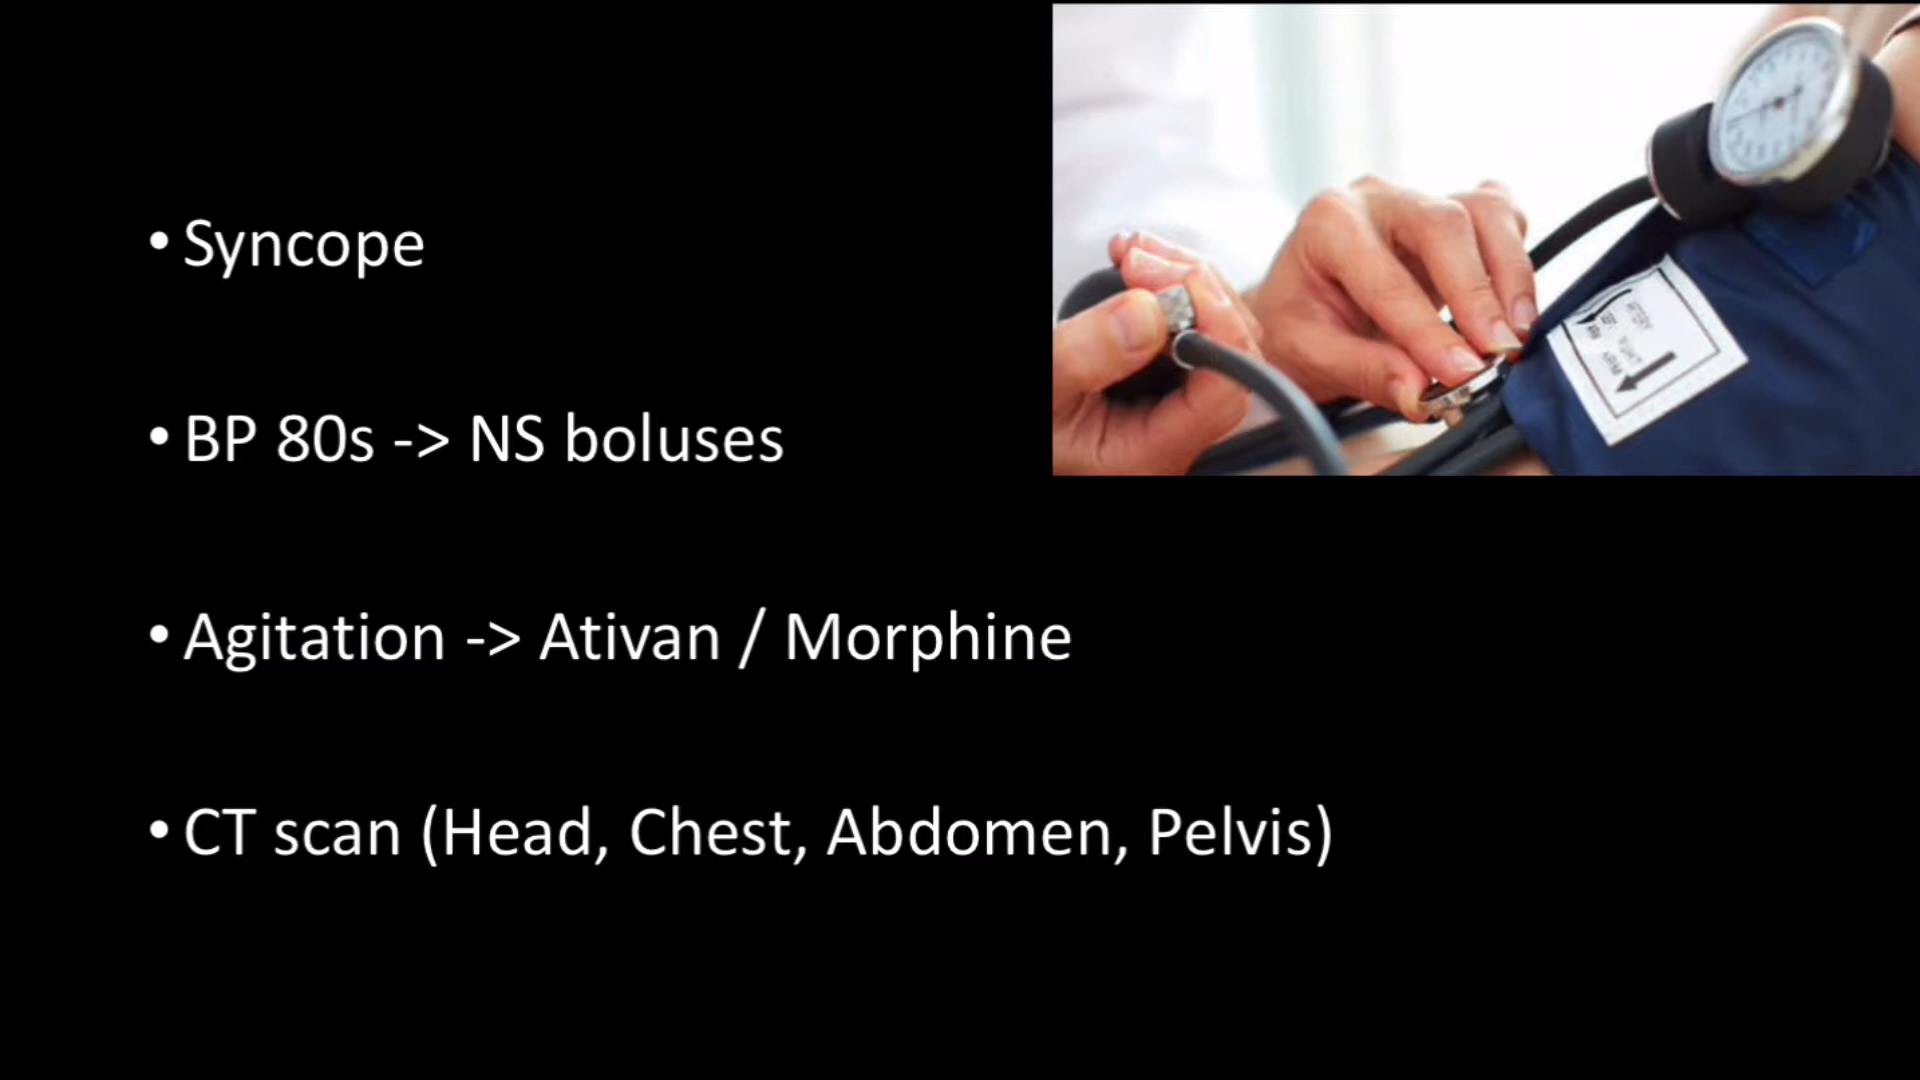 • Syncope
• BP 80s -> NS boluses
• Agitation -> Ativan / Morphine
• CT scan (Head, Chest, Abdomen, Pelvis)